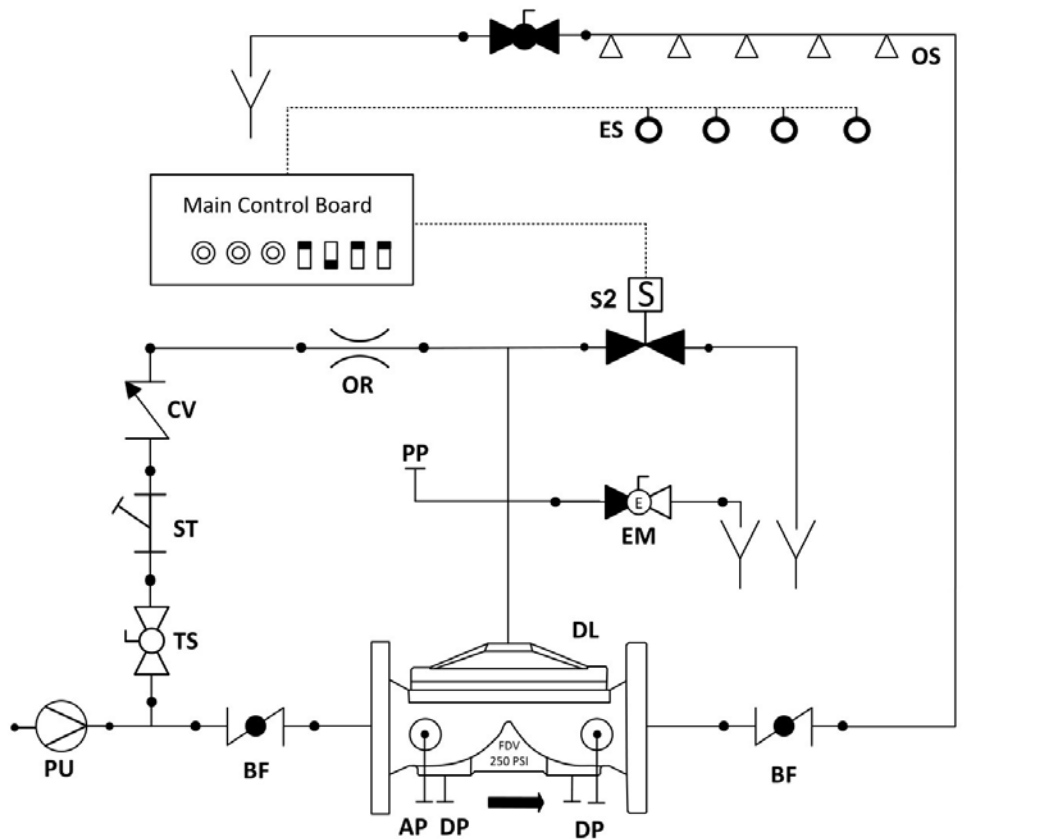 OS
ES
Main Control Board
S2
S
OR
CV
PP
E
EM
ST
DL
TS
FDV
250 PSI
PU
BF
BF
AP DP
DP